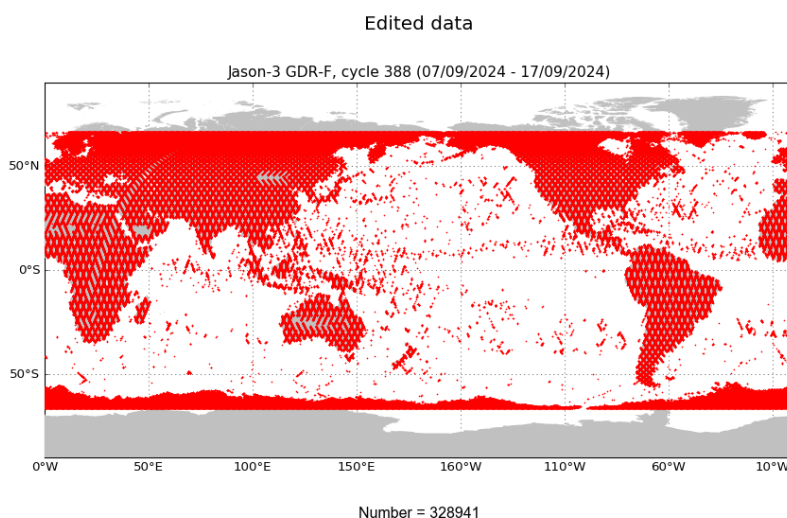 Edited data
Jason-3 GDR-F, cycle 388 (07/09/2024 - 17/09/2024)
50°N
0°S
50°S
0°W 50°E 100°E 150°E 160°W 110°W 60°W 10°W
Number = 328941